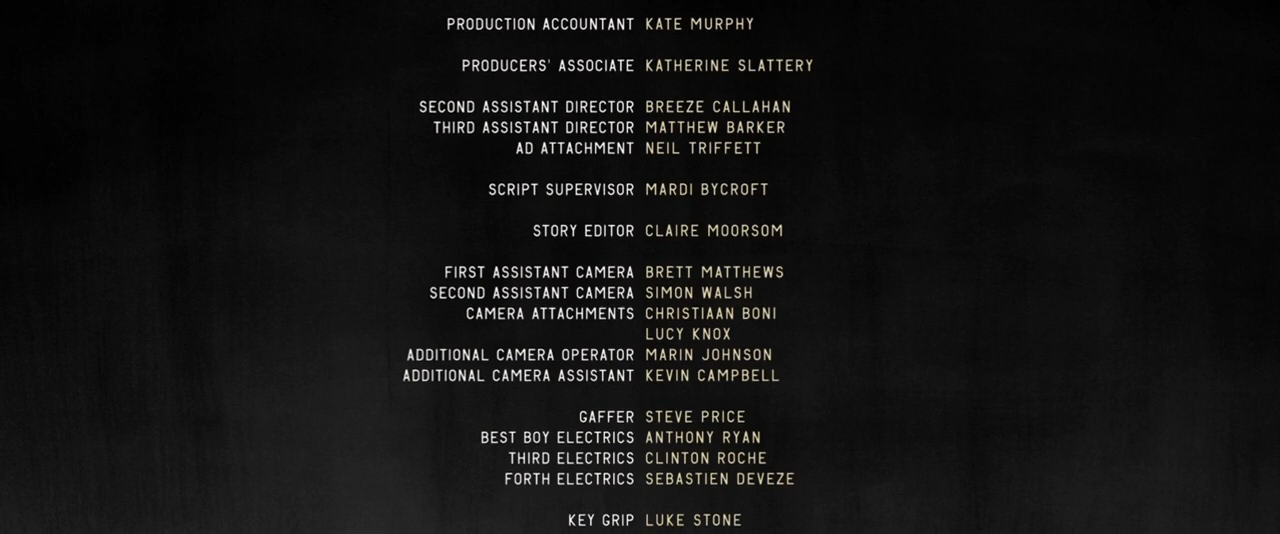 PRODUCTION ACCOUNTANT KATE MURPHY
PRODUCERS' ASSOCIATE KATHERINE SLATTERY
SECOND ASSISTANT DIRECTOR BREEZE CALLAHAN
THIRD ASSISTANT DIRECTOR MATTHEW BARKER
AD ATTACHMENT NEIL TRIFFETT
SCRIPT SUPERVISOR MARDI BYCROFT
STORY EDITOR CLAIRE MOORSOM
FIRST ASSISTANT CAMERA BRETT MATTHEWS
SECOND ASSISTANT CAMERA SIMON WALSH
CAMERA ATTACHMENTS CHRISTIAAN BONI
LUCY KNOX
ADDITIONAL CAMERA OPERATOR MARIN JOHNSON
ADDITIONAL CAMERA ASSISTANT KEVIN CAMPBELL
GAFFER STEVE PRICE
BEST BOY ELECTRICS ANTHONY RYAN
THIRD ELECTRICS CLINTON ROCHE
FORTH ELECTRICS SEBASTIEN DEVEZE
KEY GRIP LUKE STONE